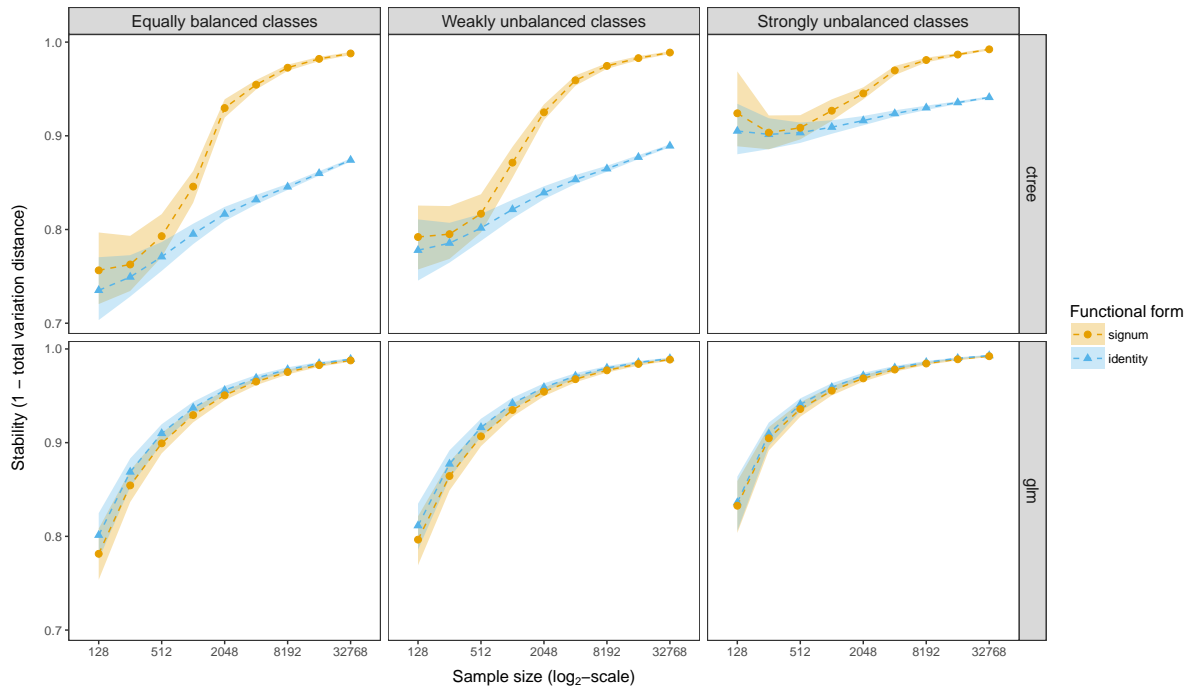 Equally balanced classes
Weakly unbalanced classes
Strongly unbalanced classes
1.0
0.9
0.8
0.7
ctree
1.0
0.9
0.8
0.7
glm
Stability (1 − total variation distance)
128
512
2048
8192
32768
128
512
2048
8192
32768
128
512
2048
8192
32768
Sample size (log₂−scale)
Functional form
signum
identity